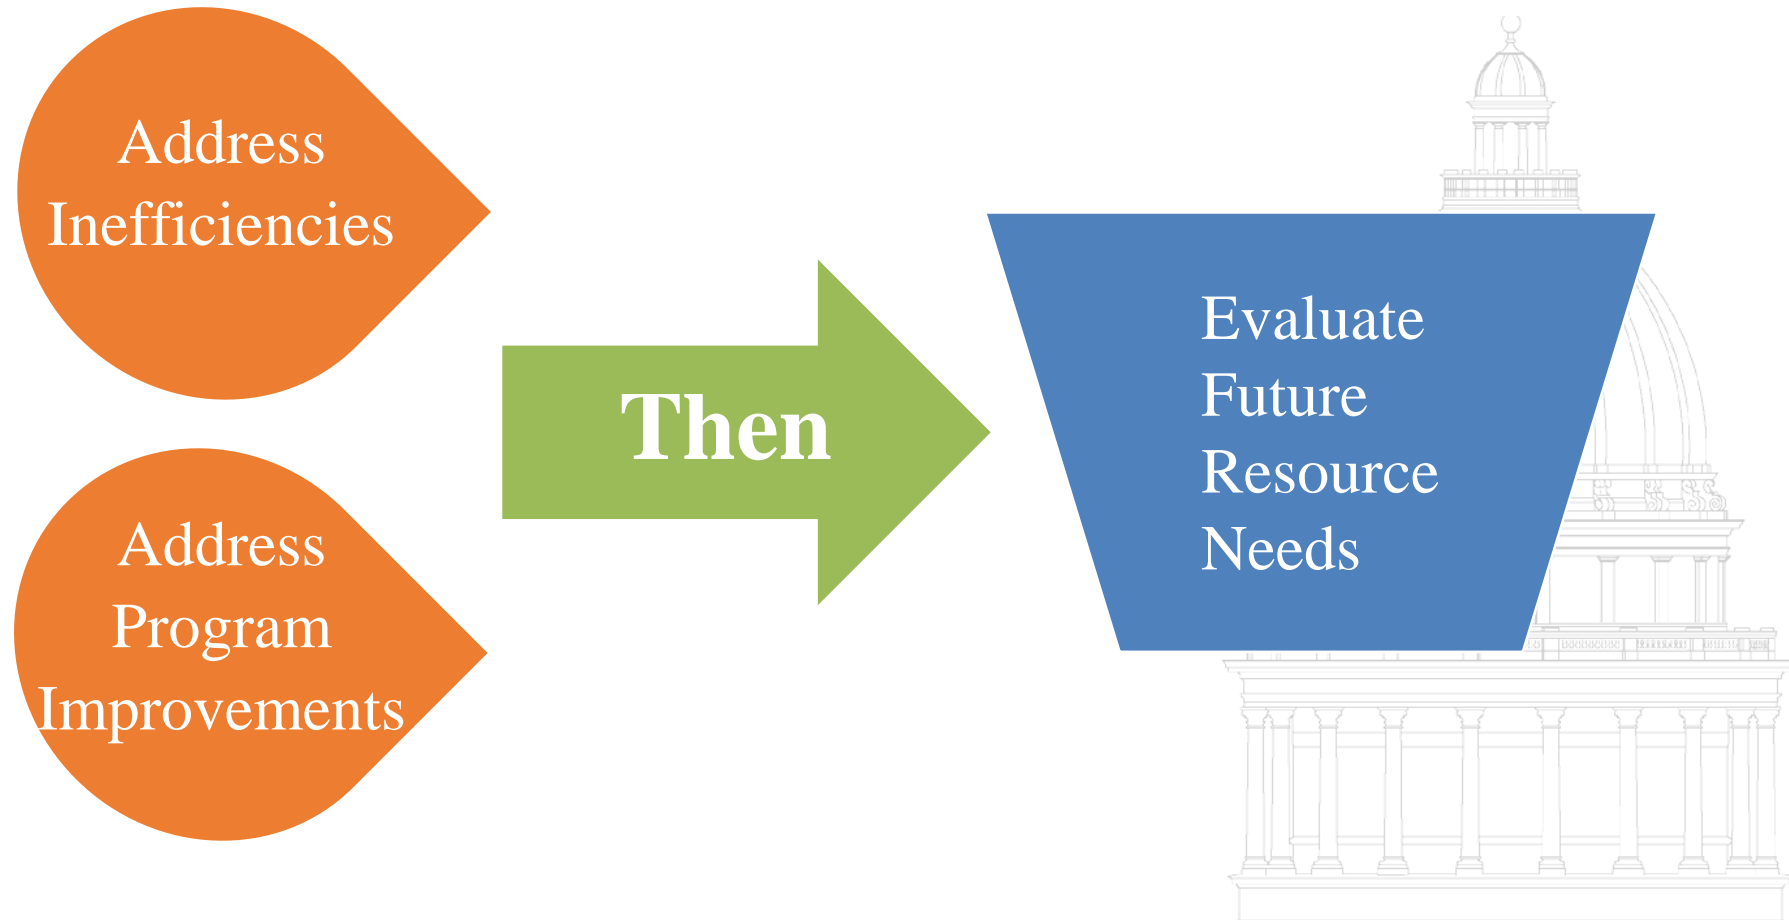 Address
Inefficiencies
Address
Program
Improvements
Then
Evaluate
Future
Resource
Needs